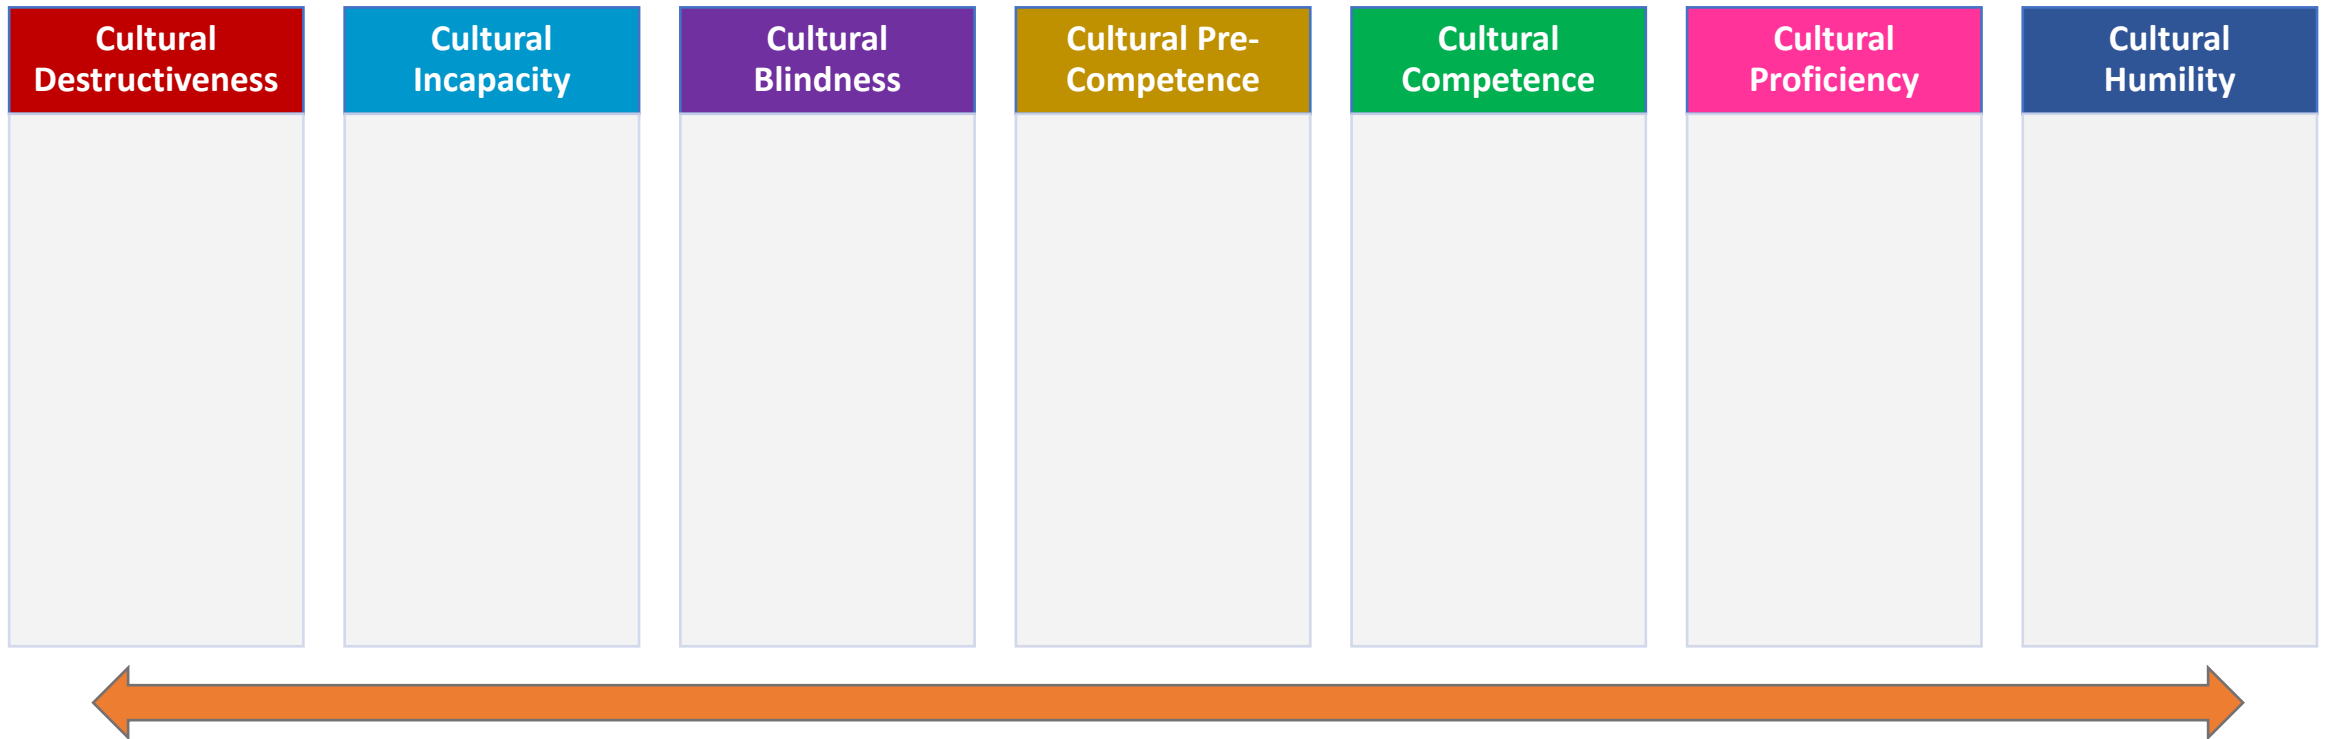 Cultural
Destructiveness
Cultural
Incapacity
Cultural
Blindness
Cultural Pre-
Competence
Cultural
Competence
Cultural
Proficiency
Cultural
Humility